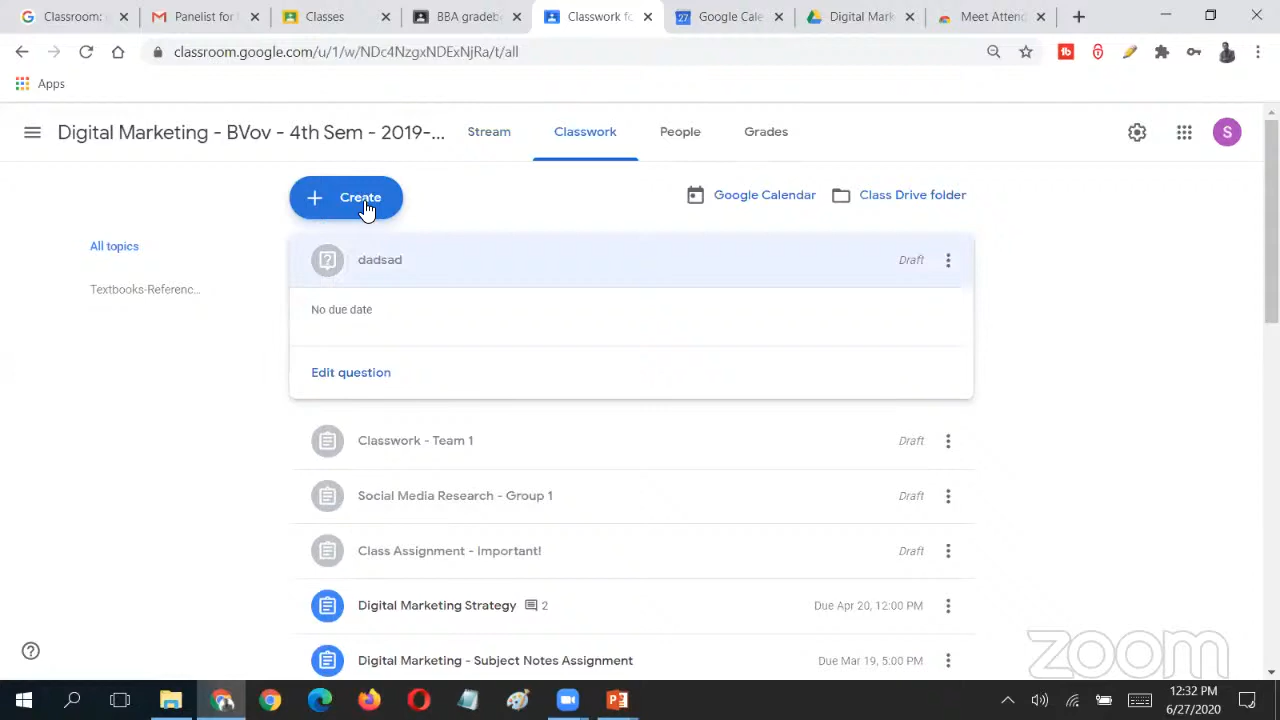 Classroom:
Panelist for
Classes
BBA gradeb
Classwork fo
Google Cale
Digital Mark
Meet Attend
classroom.google.com/u/1/w/NDc4NzgxNDExNjRa/t/all
Apps
Digital Marketing - BVov - 4th Sem - 2019-...
Stream
Classwork
People
Grades
S
Create
Google Calendar
Class Drive folder
All topics
Textbooks-Referenc...
dadsad
Draft
No due date
Edit question
Classwork - Team 1
Draft
Social Media Research - Group 1
Draft
Class Assignment - Important!
Draft
Digital Marketing Strategy
2
Due Apr 20, 12:00 PM
Digital Marketing - Subject Notes Assignment
Due Mar 19, 5:00 PM
zoom
12:32 PM
6/27/2020